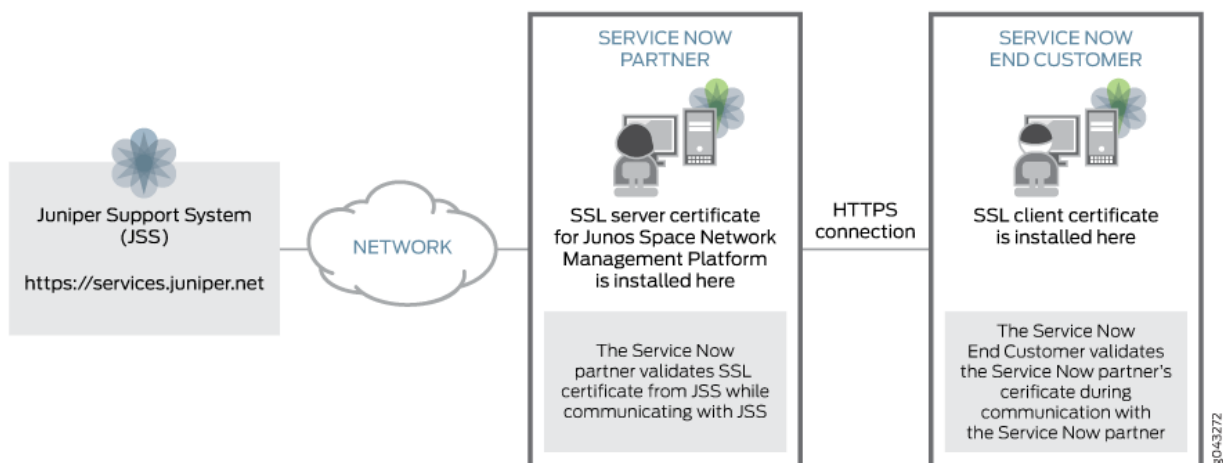 Juniper Support System
(JSS)
https://services.juniper.net
NETWORK
SERVICE NOW
PARTNER
SSL server certificate
for Junos Space Network
Management Platform
is installed here
The Service Now
partner validates SSL
certificate from JSS while
communicating with JSS
HTTPS
connection
SERVICE NOW
END CUSTOMER
SSL client certificate
is installed here
The Service Now
End Customer validates
the Service Now partner's
cerificate during
communication with
the Service Now partner
g043272